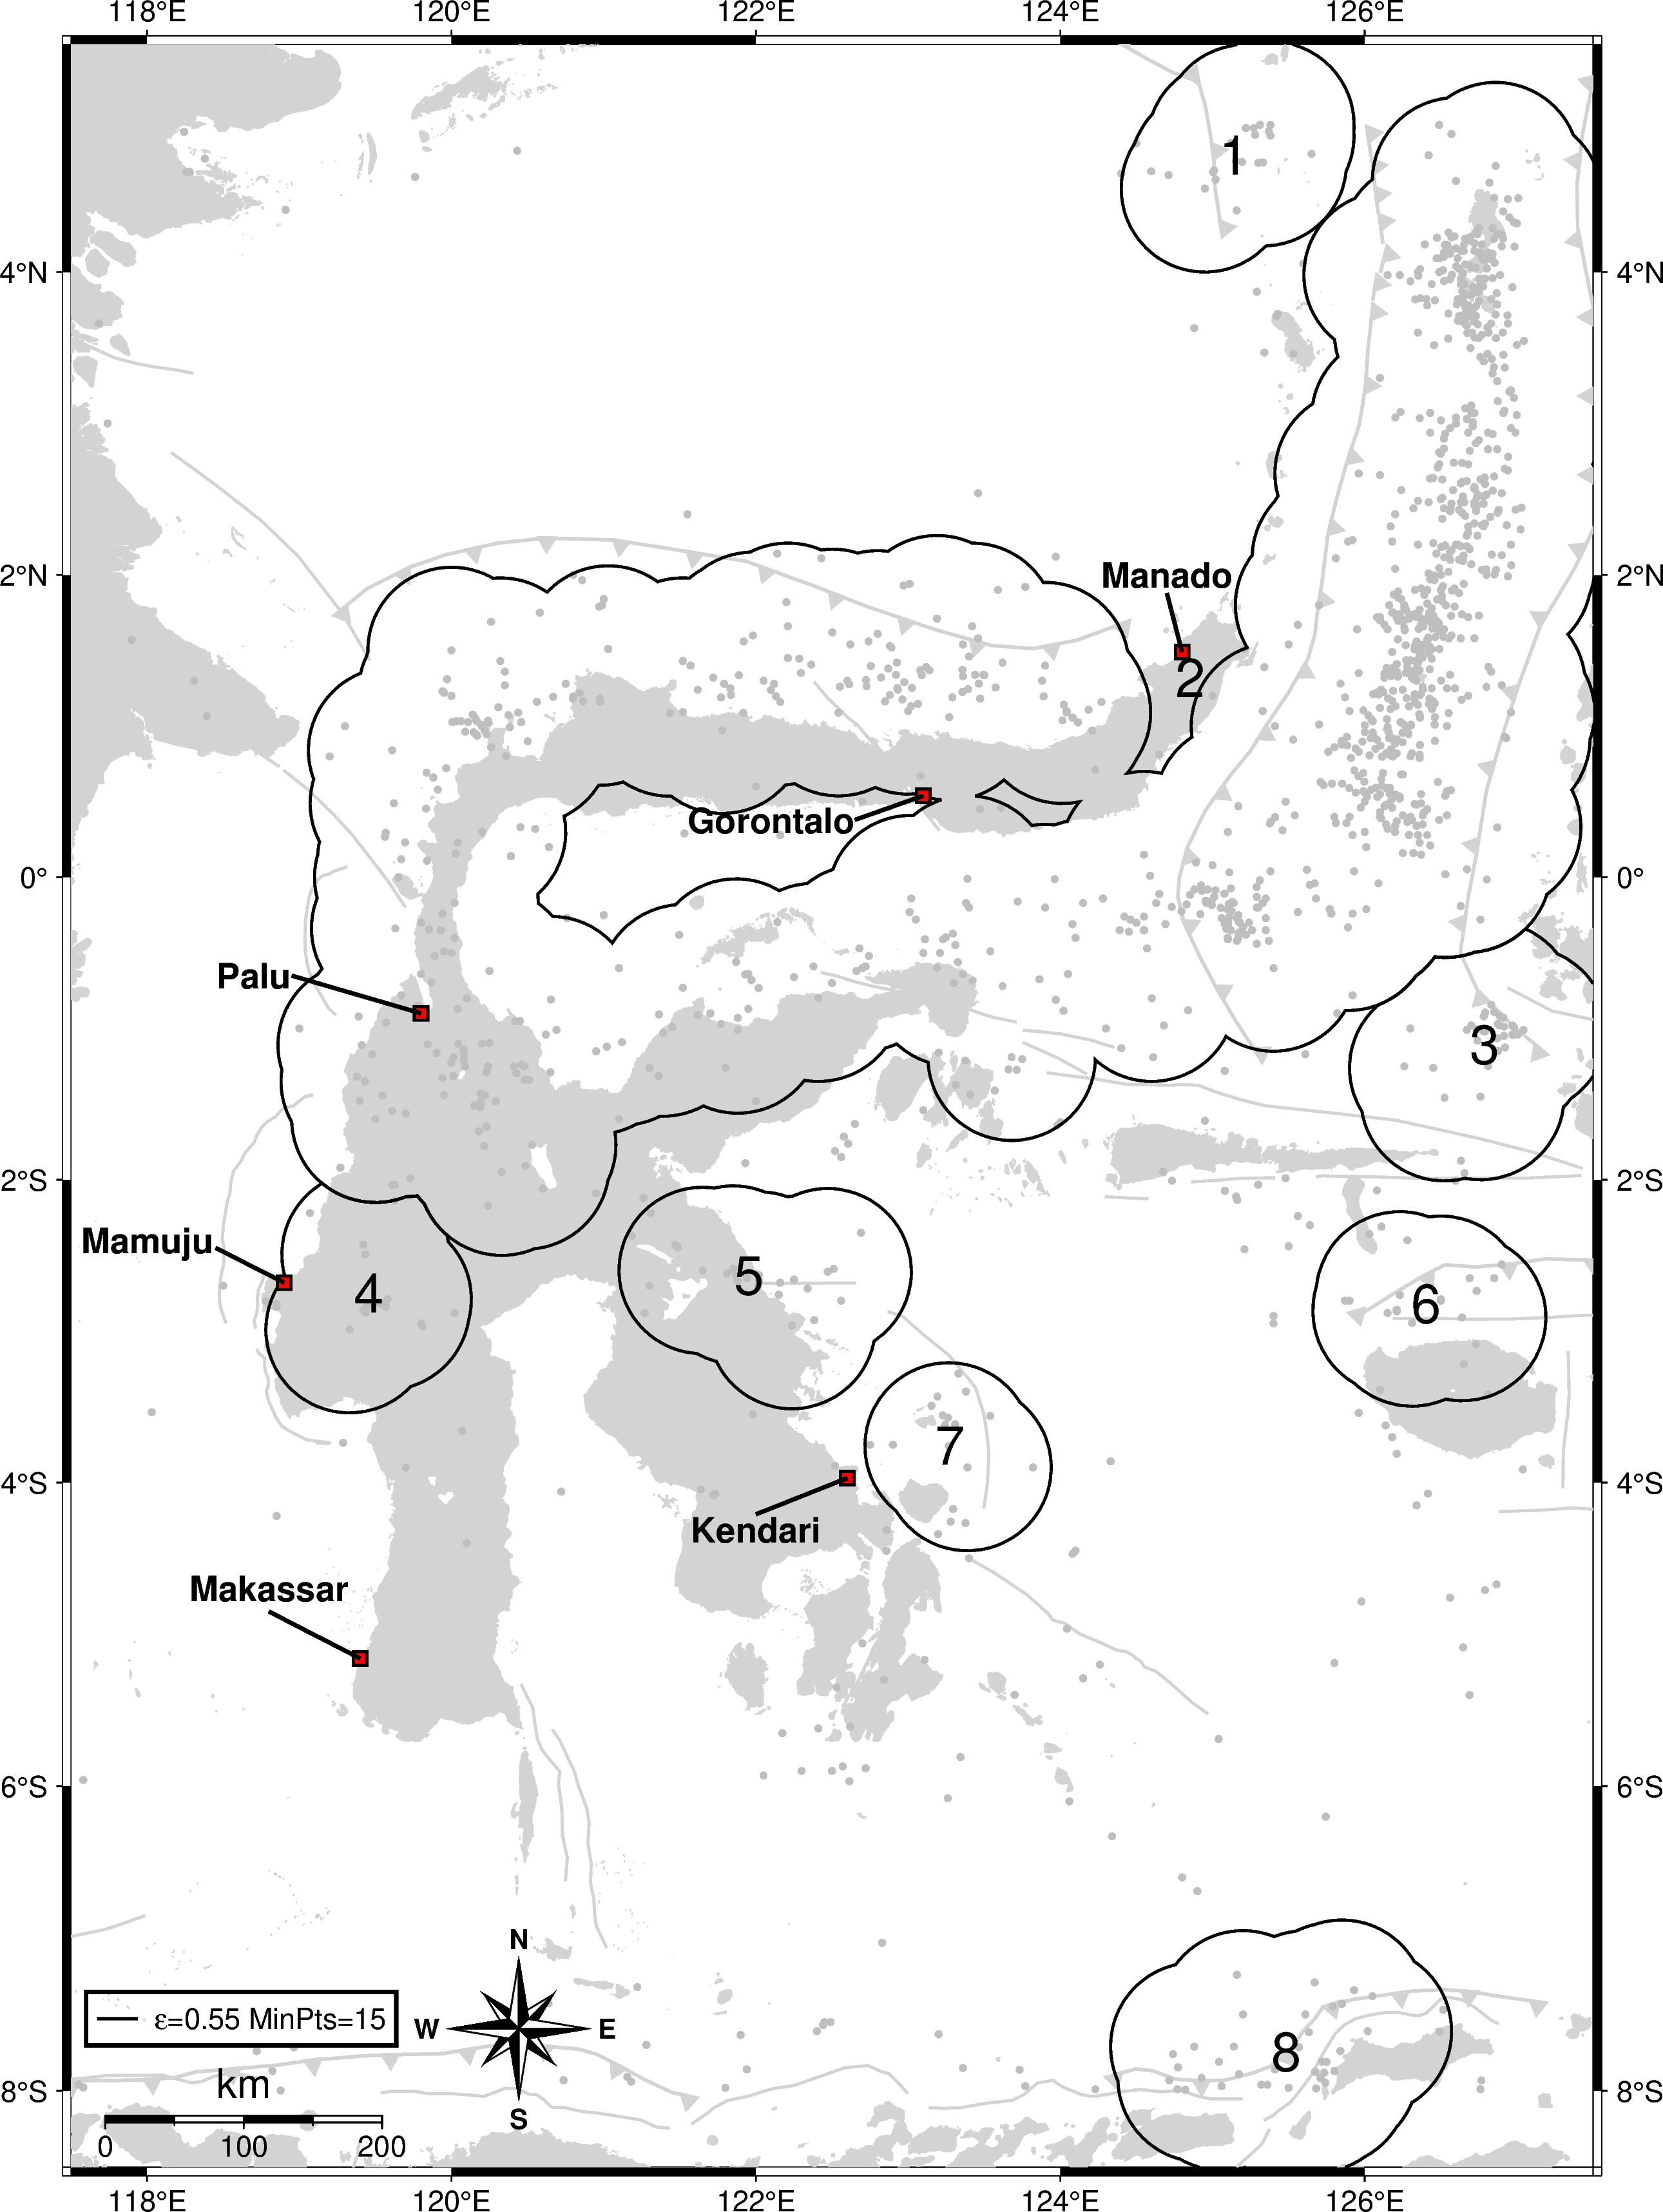 118°E 120°E 122°E 124°E 126°E
1
4°N 4°N
2°N Manado 2°N
2
Gorontalo
0° 0°
Palu
3
2°S 2°S
Mamuju
4 5 6
7
4°S 4°S
Kendari
Makassar
6°S 6°S
N
ε=0.55 MinPts=15
W E
8
km
8°S 8°S
S
0 100 200
118°E 120°E 122°E 124°E 126°E